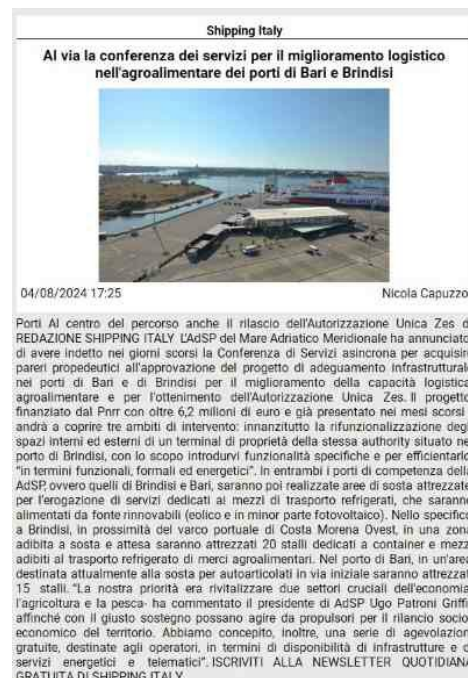 Shipping Italy
Al via la conferenza dei servizi per il miglioramento logistico
nell'agroalimentare dei porti di Bari e Brindisi
04/08/2024 17:25 Nicola Capuzzo
Porti Al centro del percorso anche il rilascio dell'Autorizzazione Unica Zes d
REDAZIONE SHIPPING ITALY L'AdSP del Mare Adriatico Meridionale ha annunciato
di avere indetto nei giorni scorsi la Conferenza di Servizi asincrona per acquisir
pareri propedeutici all'approvazione del progetto di adeguamento infrastrutturale
nei porti di Bari e di Brindisi per il miglioramento della capacità logistica
agroalimentare e per l'ottenimento dell'Autorizzazione Unica Zes. Il progetto
finanziato dal Pnrr con oltre 6,2 milioni di euro e già presentato nei mesi scorsi
andrà a coprire tre ambiti di intervento: innanzitutto la rifunzionalizzazione degl
spazi interni ed esterni di un terminal di proprietà della stessa authority situato ne
porto di Brindisi, con lo scopo introdurvi funzionalità specifiche e per efficientarlo
"in termini funzionali, formali ed energetici". In entrambi i porti di competenza della
AdSP, ovvero quelli di Brindisi e Bari, saranno poi realizzate aree di sosta attrezzate
per l'erogazione di servizi dedicati ai mezzi di trasporto refrigerati, che saranno
alimentati da fonte rinnovabili (eolico e in minor parte fotovoltaico). Nello specifico
a Brindisi, in prossimità del varco portuale di Costa Morena Ovest, in una zona
adibita a sosta e attesa saranno attrezzati 20 stalli dedicati a container e mezz
adibiti al trasporto refrigerato di merci agroalimentari. Nel porto di Bari, in un'area
destinata attualmente alla sosta per autoarticolati in via iniziale saranno attrezzat
15 stalli. "La nostra priorità era rivitalizzare due settori cruciali dell'economia
l'agricoltura e la pesca- ha commentato il presidente di AdSP Ugo Patroni Griffi
affinché con il giusto sostegno possano agire da propulsori per il rilancio socio
economico del territorio. Abbiamo concepito, inoltre, una serie di agevolazion
gratuite, destinate agli operatori, in termini di disponibilità di infrastrutture e d
servizi energetici e telematici". ISCRIVITI ALLA NEWSLETTER QUOTIDIANA
GRATUITA DI SHIPPING ITALY